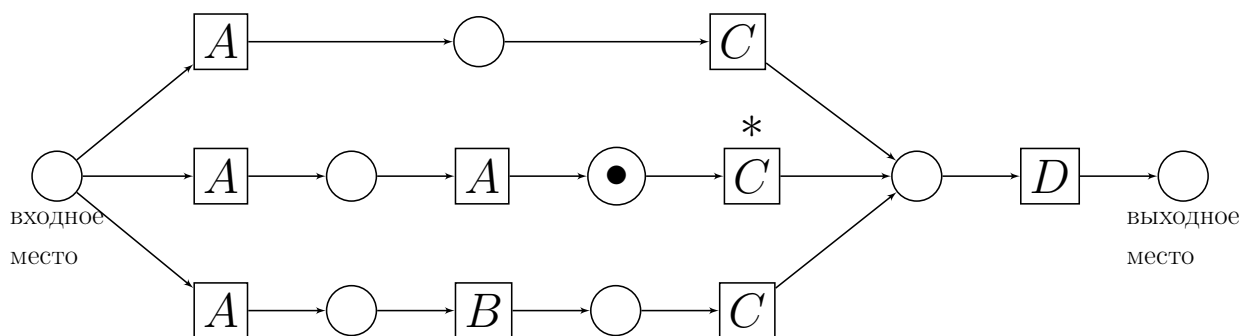 A C
*
A A C D
входное
место
выходное
место
A B C